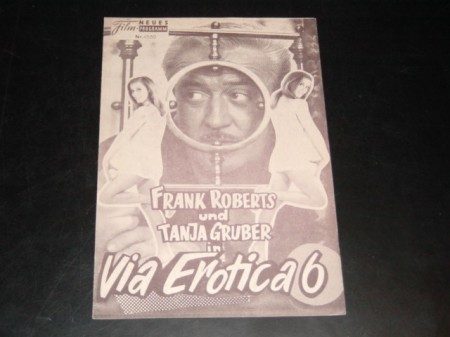 Film
NEUES
PROGRAMM
FRANK ROBERTS
und
TANJA GRUBER
in
Via Erotica 6